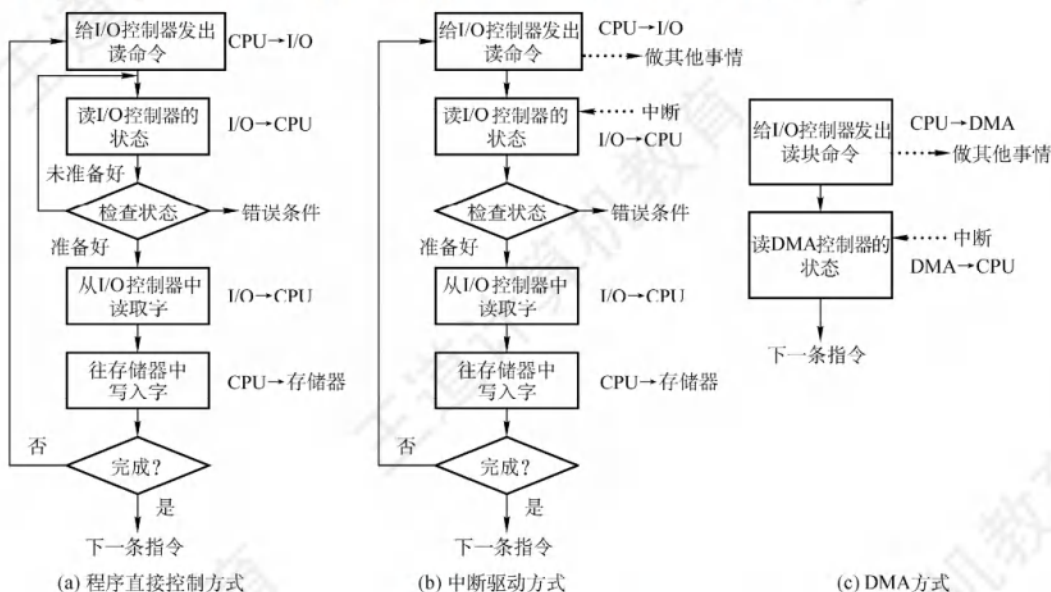 给I/O控制器发出
读命令
CPU→I/O
读I/O控制器的
状态
I/O→CPU
未准备好
检查状态
错误条件
准备好
从I/O控制器中
读取字
I/O→CPU
往存储器中
写入字
CPU→存储器
否
完成?
是
下一条指令
(a) 程序直接控制方式
给I/O控制器发出
读命令
CPU→I/O
做其他事情
读I/O控制器的
状态
中断
I/O→CPU
检查状态
错误条件
准备好
从I/O控制器中
读取字
I/O→CPU
往存储器中
写入字
CPU→存储器
否
完成?
是
下一条指令
(b) 中断驱动方式
给I/O控制器发出
读块命令
CPU→DMA
做其他事情
读DMA控制器的
状态
中断
DMA→CPU
下一条指令
(c) DMA方式
王道计算机教育